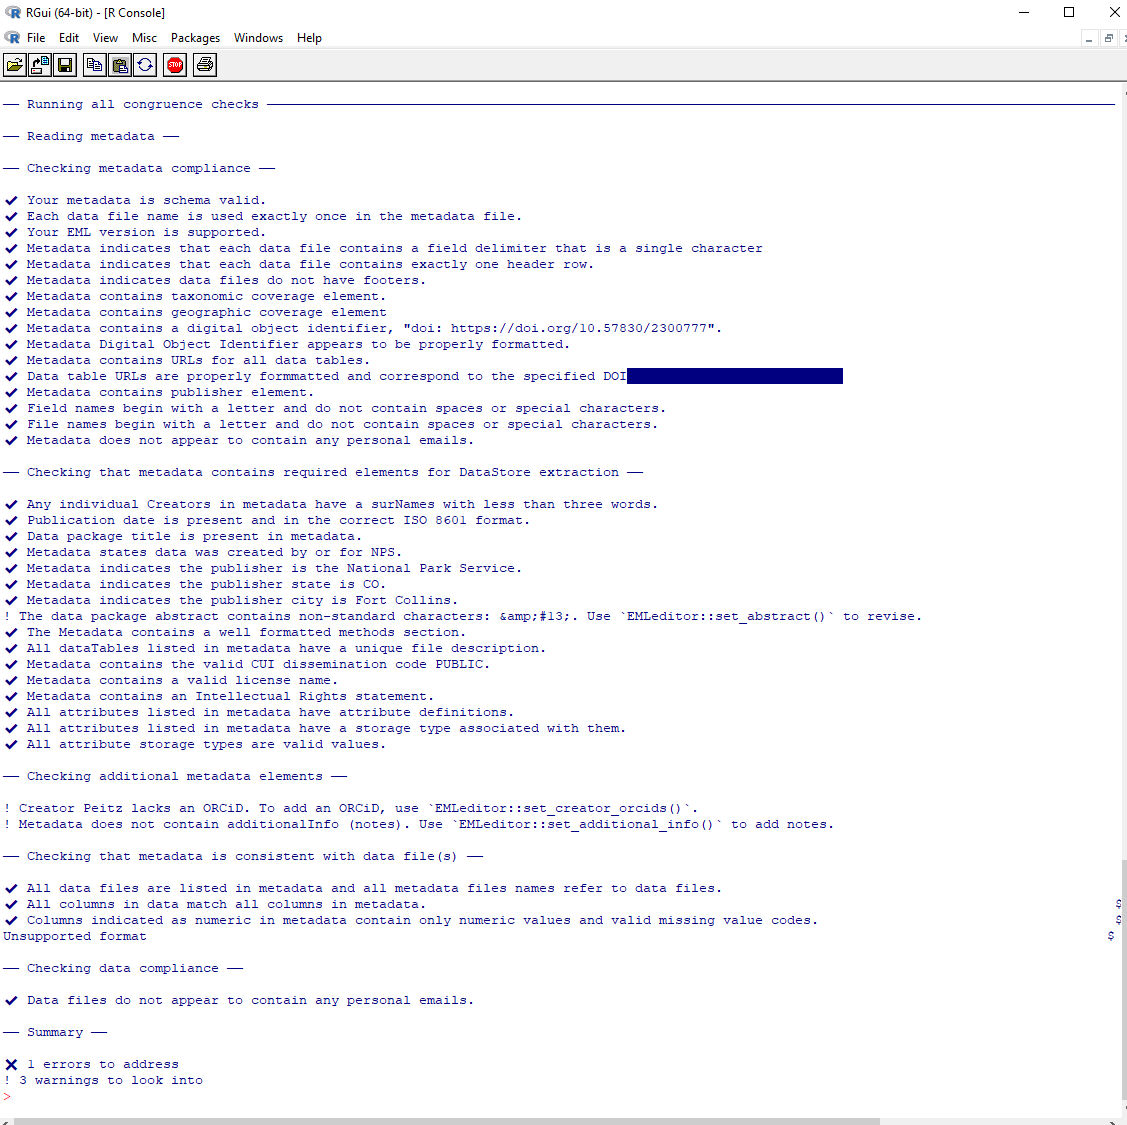 RGui (64-bit) - [R Console]
File Edit View Misc Packages Windows Help
STOP
── Running all congruence checks ──
── Reading metadata ──
── Checking metadata compliance ──
✔ Your metadata is schema valid.
✔ Each data file name is used exactly once in the metadata file.
✔ Your EML version is supported.
✔ Metadata indicates that each data file contains a field delimiter that is a single character
✔ Metadata indicates that each data file contains exactly one header row.
✔ Metadata indicates data files do not have footers.
✔ Metadata contains taxonomic coverage element.
✔ Metadata contains geographic coverage element
✔ Metadata contains a digital object identifier, "doi: https://doi.org/10.57830/2300777".
✔ Metadata Digital Object Identifier appears to be properly formatted.
✔ Metadata contains URLs for all data tables.
✔ Data table URLs are properly formmatted and correspond to the specified DOI
✔ Metadata contains publisher element.
✔ Field names begin with a letter and do not contain spaces or special characters.
✔ File names begin with a letter and do not contain spaces or special characters.
✔ Metadata does not appear to contain any personal emails.
── Checking that metadata contains required elements for DataStore extraction ──
✔ Any individual Creators in metadata have a surNames with less than three words.
✔ Publication date is present and in the correct ISO 8601 format.
✔ Data package title is present in metadata.
✔ Metadata states data was created by or for NPS.
✔ Metadata indicates the publisher is the National Park Service.
✔ Metadata indicates the publisher state is CO.
✔ Metadata indicates the publisher city is Fort Collins.
! The data package abstract contains non-standard characters: &amp;#13;. Use `EMLeditor::set_abstract()` to revise.
✔ The Metadata contains a well formatted methods section.
✔ All dataTables listed in metadata have a unique file description.
✔ Metadata contains the valid CUI dissemination code PUBLIC.
✔ Metadata contains a valid license name.
✔ Metadata contains an Intellectual Rights statement.
✔ All attributes listed in metadata have attribute definitions.
✔ All attributes listed in metadata have a storage type associated with them.
✔ All attribute storage types are valid values.
── Checking additional metadata elements ──
! Creator Peitz lacks an ORCiD. To add an ORCiD, use `EMLeditor::set_creator_orcids()`.
! Metadata does not contain additionalInfo (notes). Use `EMLeditor::set_additional_info()` to add notes.
── Checking that metadata is consistent with data file(s) ──
✔ All data files are listed in metadata and all metadata files names refer to data files.
✔ All columns in data match all columns in metadata. $
✔ Columns indicated as numeric in metadata contain only numeric values and valid missing value codes. $
Unsupported format $
── Checking data compliance ──
✔ Data files do not appear to contain any personal emails.
── Summary ──
✖ 1 errors to address
! 3 warnings to look into
>